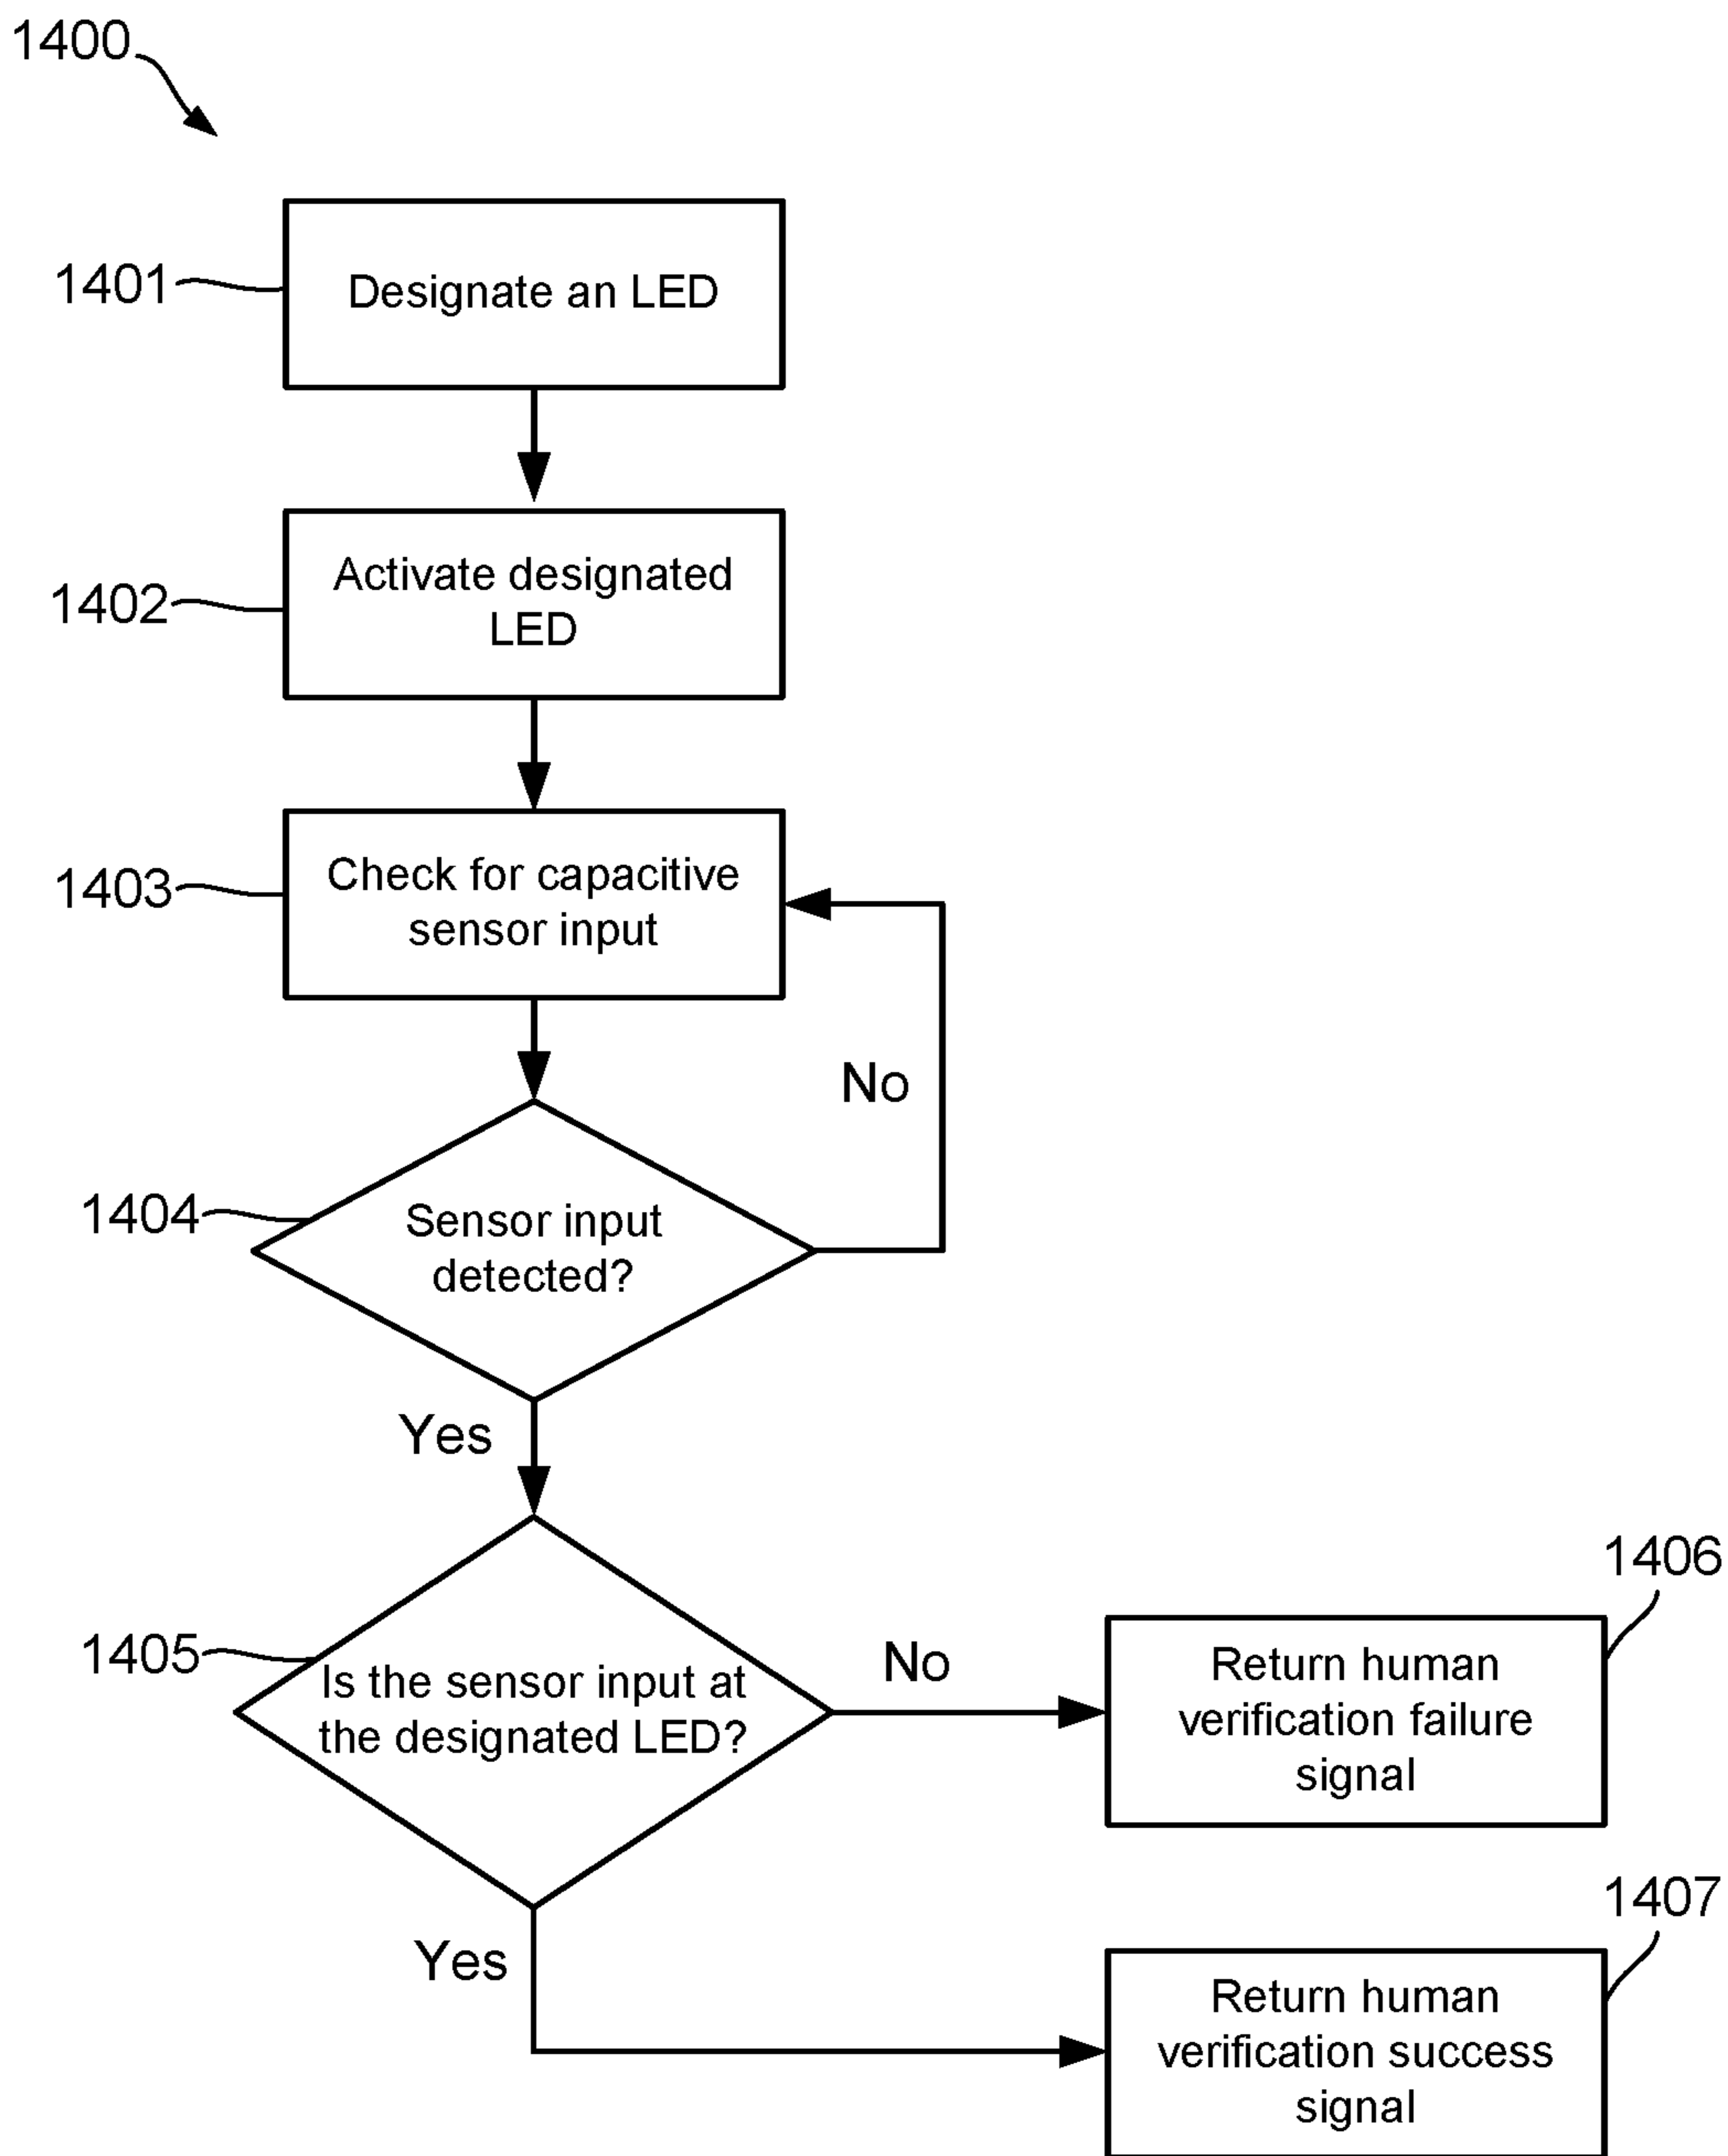 1400
1401
Designate an LED
1402
Activate designated
LED
1403
Check for capacitive
sensor input
No
1404
Sensor input
detected?
Yes
1405
Is the sensor input at
the designated LED?
No
1406
Return human
verification failure
signal
Yes
1407
Return human
verification success
signal